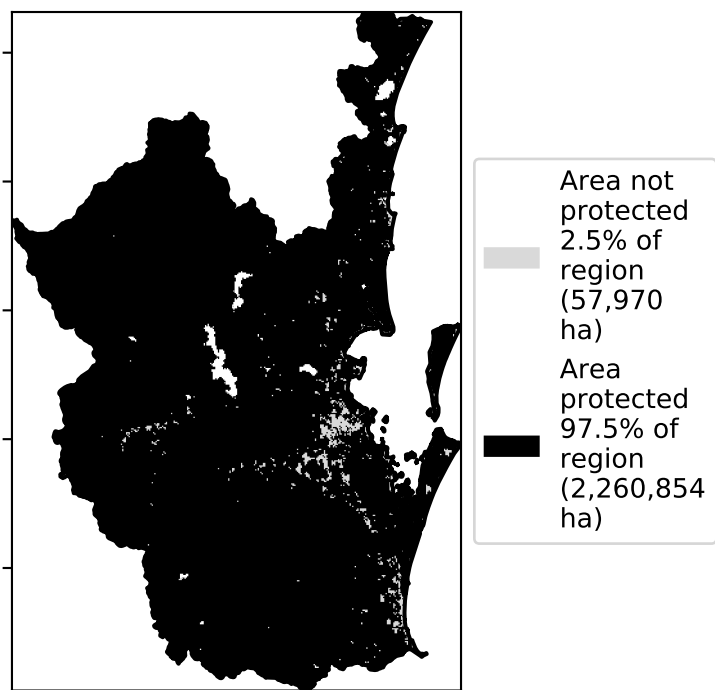 Area not
protected
2.5% of
region
(57,970
ha)
Area
protected
97.5% of
region
(2,260,854
ha)